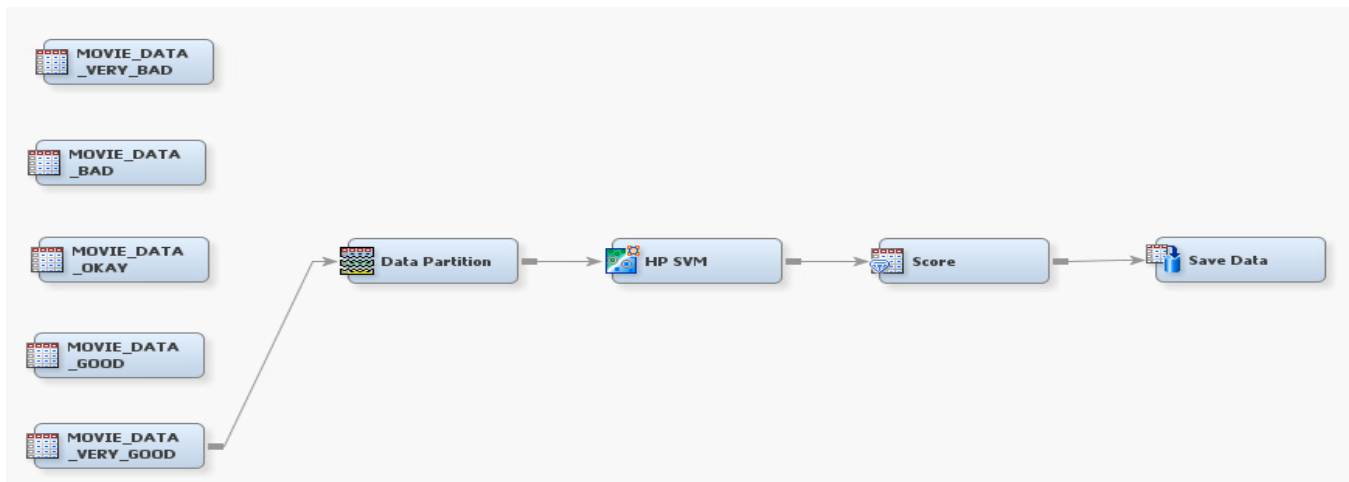 MOVIE_DATA
_VERY_BAD
MOVIE_DATA
_BAD
MOVIE_DATA
_OKAY
MOVIE_DATA
_GOOD
MOVIE_DATA
_VERY_GOOD
Data Partition
HP SVM
Score
Save Data